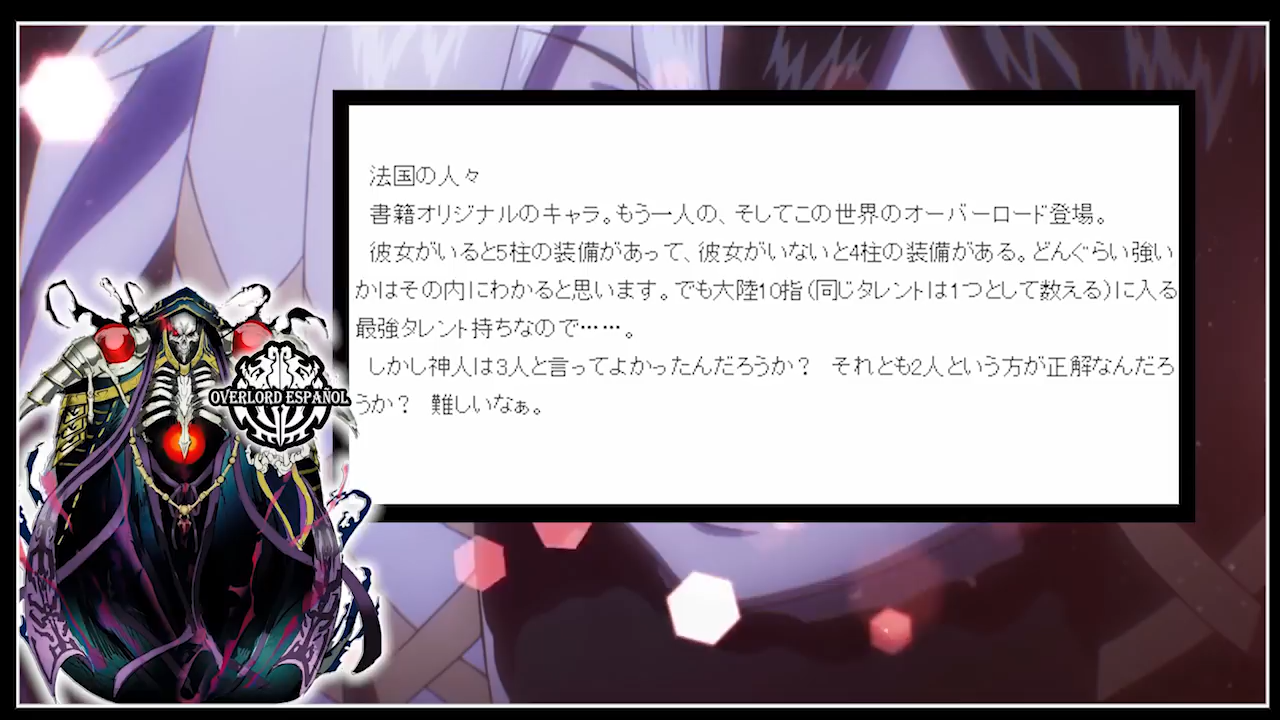 法国の人々
書籍オリジナルのキャラ。もう一人の、そしてこの世界のオーバーロード登場。
彼女がいると5柱の装備があって、彼女がいないと4柱の装備がある。どんぐらい強い
かはその内にわかると思います。でも大陸10指(同じタレントは1つとして数える)に入る
最強タレント持ちなので……。
しかし神人は3人と言ってよかったんだろうか？　それとも2人という方が正解なんだろ
うか？　難しいなぁ。
OVERLORD ESPAÑOL